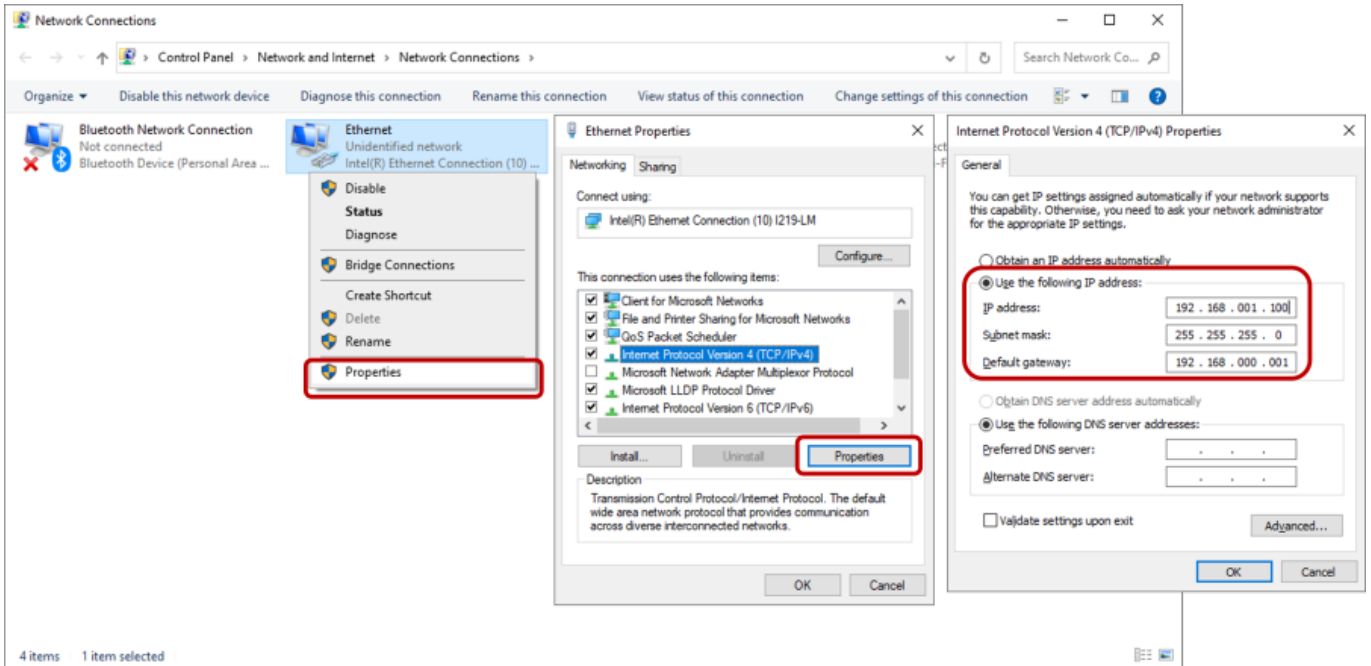 Network Connections
Control Panel > Network and Internet > Network Connections >
Search Network Co...
Organize
Disable this network device
Diagnose this connection
Rename this connection
View status of this connection
Change settings of this connection
Bluetooth Network Connection
Not connected
Bluetooth Device (Personal Area ...
Ethernet
Unidentified network
Intel(R) Ethernet Connection (10) ...
Disable
Status
Diagnose
Bridge Connections
Create Shortcut
Delete
Rename
Properties
Ethernet Properties
Networking
Sharing
Connect using:
Intel(R) Ethernet Connection (10) I219-LM
Configure...
This connection uses the following items:
Client for Microsoft Networks
File and Printer Sharing for Microsoft Networks
QoS Packet Scheduler
Internet Protocol Version 4 (TCP/IPv4)
Microsoft Network Adapter Multiplexor Protocol
Microsoft LLDP Protocol Driver
Internet Protocol Version 6 (TCP/IPv6)
Install...
Uninstall
Properties
Description
Transmission Control Protocol/Internet Protocol. The default
wide area network protocol that provides communication
across diverse interconnected networks.
OK
Cancel
Internet Protocol Version 4 (TCP/IPv4) Properties
General
You can get IP settings assigned automatically if your network supports
this capability. Otherwise, you need to ask your network administrator
for the appropriate IP settings.
Obtain an IP address automatically
Use the following IP address:
IP address:
192 . 168 . 001 . 100
Subnet mask:
255 . 255 . 255 . 0
Default gateway:
192 . 168 . 000 . 001
Obtain DNS server address automatically
Use the following DNS server addresses:
Preferred DNS server:
. . .
Alternate DNS server:
. . .
Validate settings upon exit
Advanced...
OK
Cancel
4 items
1 item selected